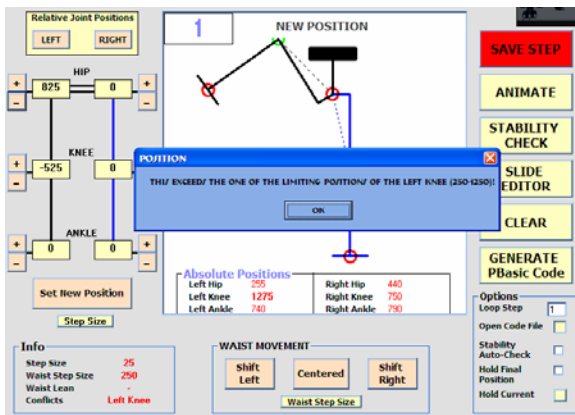 Relative Joint Positions
LEFT RIGHT
1
NEW POSITION
SAVE STEP
HIP
+ 825 0 +
- -
ANIMATE
STABILITY
CHECK
KNEE
+ -525 0 +
- -
POSITION
THIS EXCEEDS THE ONE OF THE LIMITING POSITIONS OF THE LEFT KNEE (250-1250)!
OK
SLIDE
EDITOR
CLEAR
ANKLE
+ 0 0 +
- -
GENERATE
PBasic Code
Set New Position
Step Size
Absolute Positions
Left Hip 255 Right Hip 440
Left Knee 1275 Right Knee 750
Left Ankle 740 Right Ankle 790
Options
Loop Step 1
Open Code File
Stability
Auto-Check
Hold Final
Position
Hold Current
Info
Step Size 25
Waist Step Size 250
Waist Lean -
Conflicts Left Knee
WAIST MOVEMENT
Shift
Left
Centered
Shift
Right
Waist Step Size